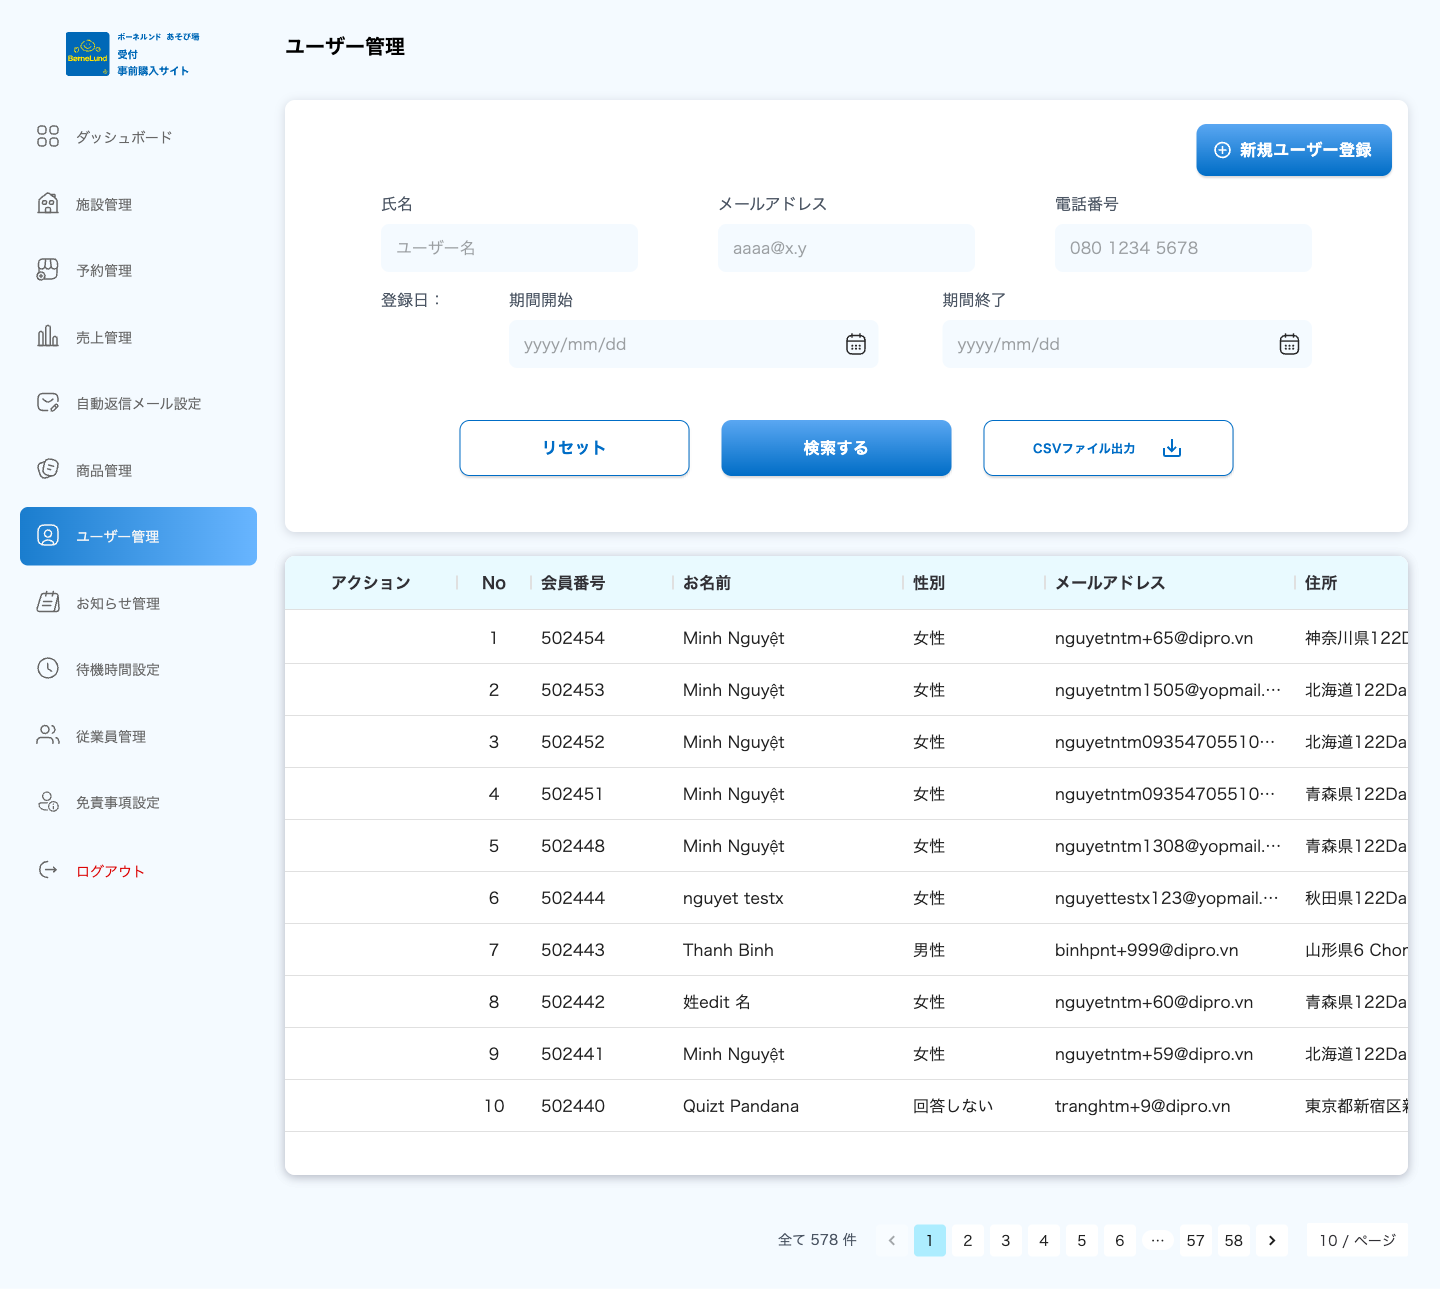 ボーネルンド あそび場
受付
事前購入サイト
BørneLund
ダッシュボード
施設管理
予約管理
売上管理
自動返信メール設定
商品管理
ユーザー管理
お知らせ管理
待機時間設定
従業員管理
免責事項設定
ログアウト
ユーザー管理
新規ユーザー登録
氏名 メールアドレス 電話番号
ユーザー名 aaaa@x.y 080 1234 5678
登録日： 期間開始 期間終了
yyyy/mm/dd yyyy/mm/dd
リセット 検索する CSVファイル出力
アクション No 会員番号 お名前 性別 メールアドレス 住所
1 502454 Minh Nguyệt 女性 nguyetntm+65@dipro.vn 神奈川県122D
2 502453 Minh Nguyệt 女性 nguyetntm1505@yopmail.… 北海道122Da
3 502452 Minh Nguyệt 女性 nguyetntm09354705510… 北海道122Da
4 502451 Minh Nguyệt 女性 nguyetntm09354705510… 青森県122Da
5 502448 Minh Nguyệt 女性 nguyetntm1308@yopmail.… 青森県122Da
6 502444 nguyet testx 女性 nguyettestx123@yopmail.… 秋田県122Da
7 502443 Thanh Binh 男性 binhpnt+999@dipro.vn 山形県6 Chor
8 502442 姓edit 名 女性 nguyetntm+60@dipro.vn 青森県122Da
9 502441 Minh Nguyệt 女性 nguyetntm+59@dipro.vn 北海道122Da
10 502440 Quizt Pandana 回答しない tranghtm+9@dipro.vn 東京都新宿区新
全て 578 件 1 2 3 4 5 6 … 57 58 10 / ページ